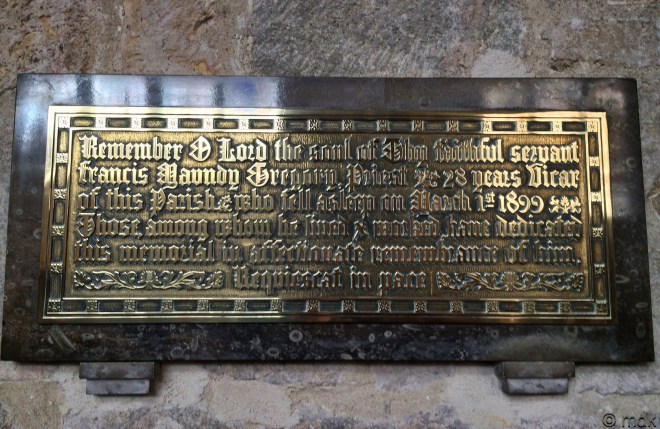 Remember O Lord the soul of Thy faithful servant
Francis Maundy Gregory Priest & 28 years Vicar
of this Parish & who fell asleep on March 1st 1899
Those among whom he lived & worked have dedicated
this memorial in affectionate remembrance of him.
Requiescat in pace
© mdx